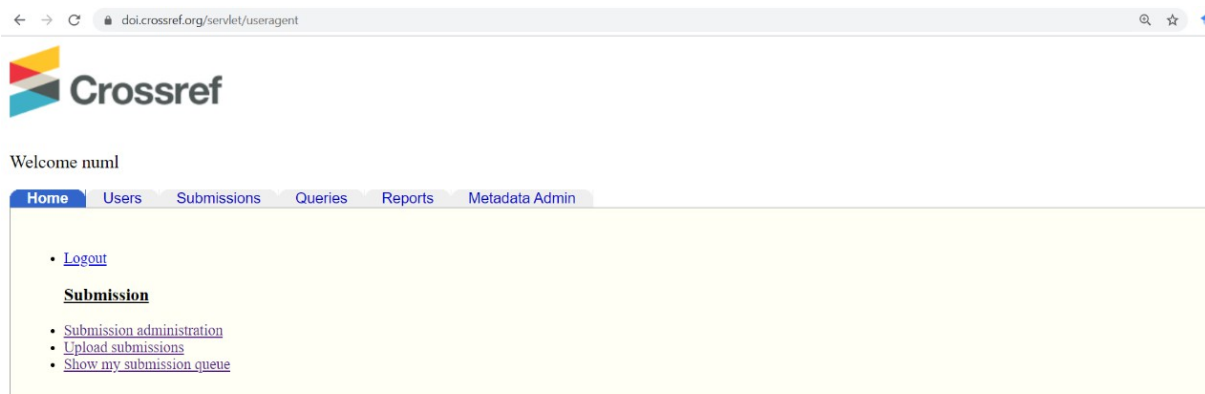 doi.crossref.org/servlet/useragent
Crossref
Welcome numl
Home Users Submissions Queries Reports Metadata Admin
Logout
Submission
Submission administration
Upload submissions
Show my submission queue